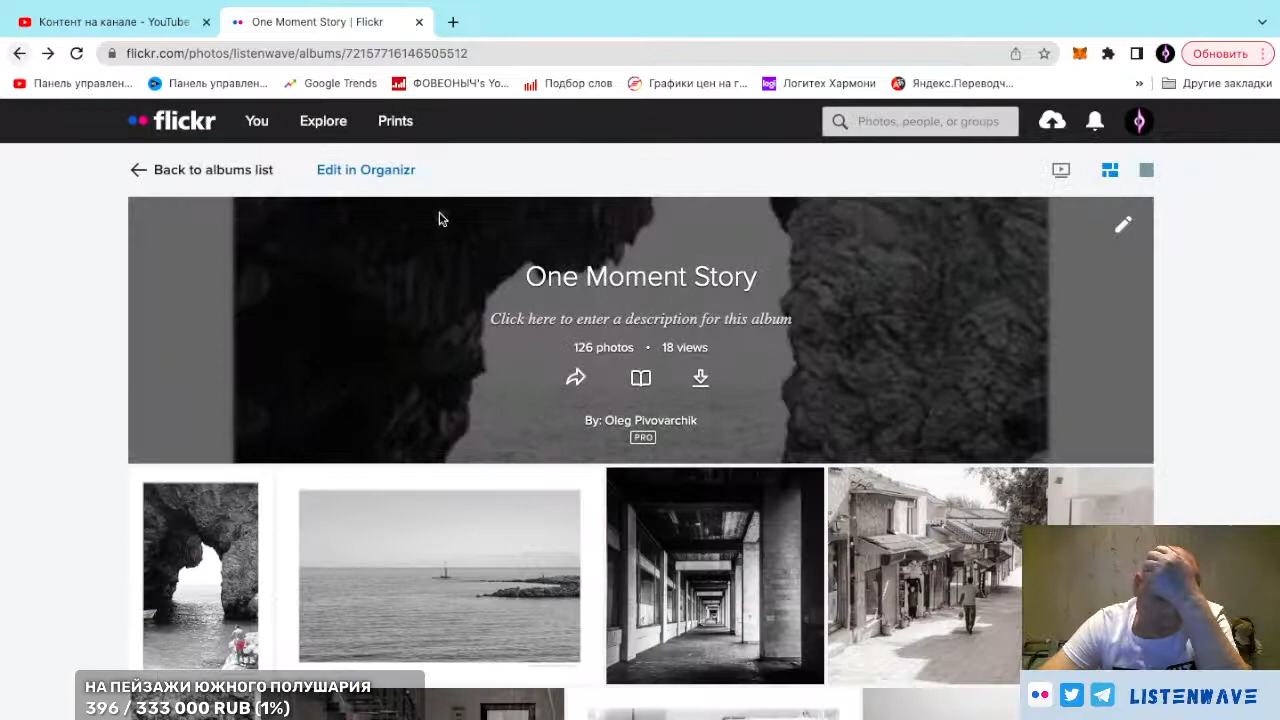 Контент на канале - YouTube
One Moment Story | Flickr
flickr.com/photos/listenwave/albums/72157716146505512
Обновить
Панель управлен...
Панель управлен...
Google Trends
ФОВЕОНЫЧ's Yo...
Подбор слов
Графики цен на г...
Логитех Хармони
Яндекс.Переводч...
»
Другие закладки
flickr
You
Explore
Prints
Photos, people, or groups
Back to albums list
Edit in Organizr
One Moment Story
Click here to enter a description for this album
126 photos • 18 views
By: Oleg Pivovarchik
PRO
НА ПЕЙЗАЖИ ЮЖНОГО ПОЛУШАРИЯ
396 / 333 000 RUB (1%)
LISTENWAVE